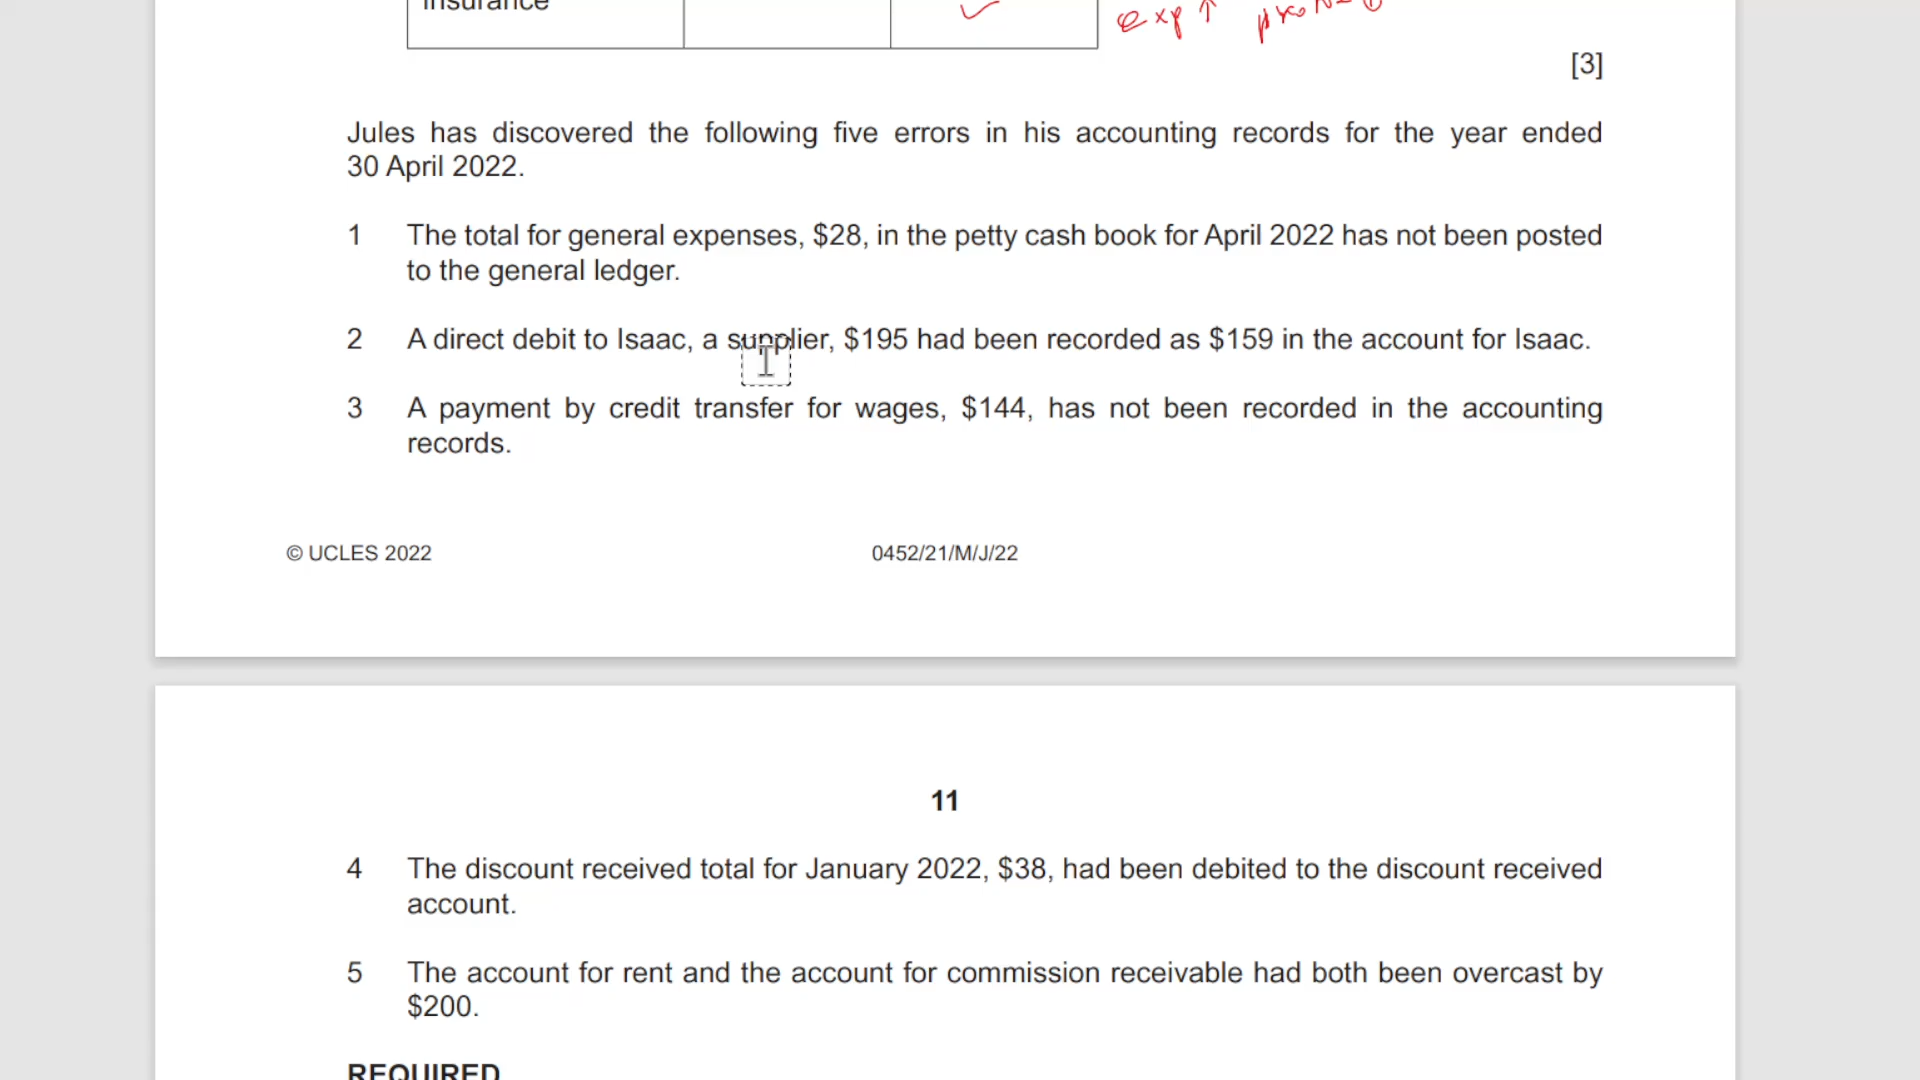 insurance
exp ↑
[3]
Jules has discovered the following five errors in his accounting records for the year ended
30 April 2022.
1 The total for general expenses, $28, in the petty cash book for April 2022 has not been posted
to the general ledger.
2 A direct debit to Isaac, a supplier, $195 had been recorded as $159 in the account for Isaac.
3 A payment by credit transfer for wages, $144, has not been recorded in the accounting
records.
© UCLES 2022 0452/21/M/J/22
11
4 The discount received total for January 2022, $38, had been debited to the discount received
account.
5 The account for rent and the account for commission receivable had both been overcast by
$200.
REQUIRED